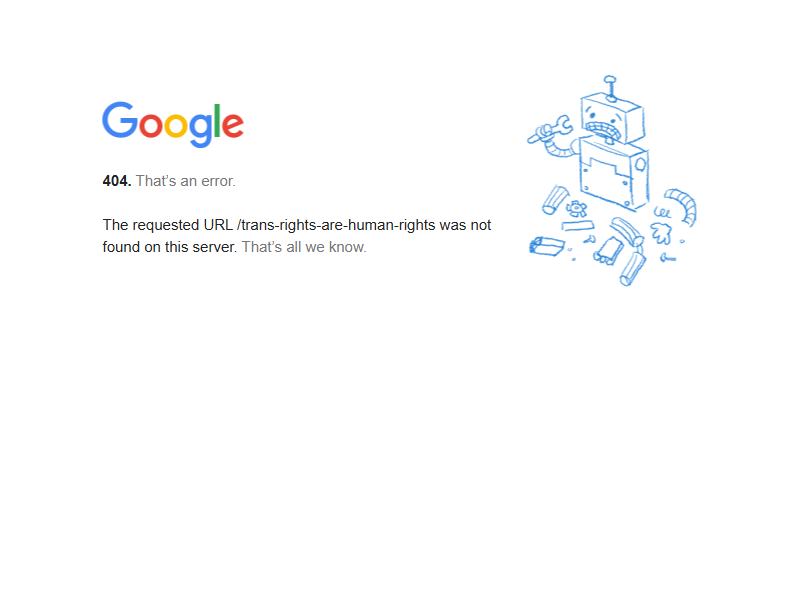 Google
404. That’s an error.
The requested URL /trans-rights-are-human-rights was not
found on this server. That’s all we know.